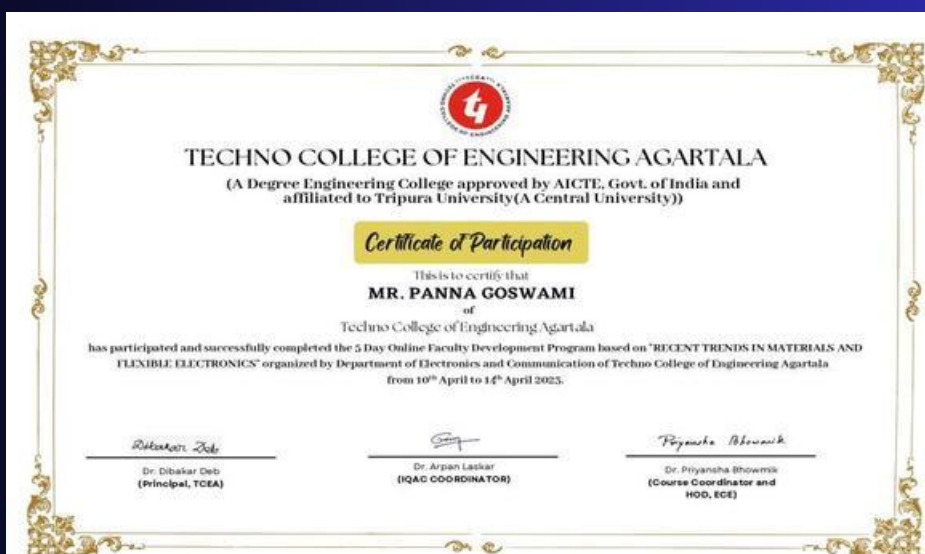 TECHNO COLLEGE OF ENGINEERING AGARTALA
(A Degree Engineering College approved by AICTE, Govt. of India and
affiliated to Tripura University(A Central University))
Certificate of Participation
This is to certify that
MR. PANNA GOSWAMI
of
Techno College of Engineering Agartala
has participated and successfully completed the 5 Day Online Faculty Development Program based on "RECENT TRENDS IN MATERIALS AND
FLEXIBLE ELECTRONICS" organized by Department of Electronics and Communication of Techno College of Engineering Agartala
from 10th April to 14th April 2023.
Dibakar Deb
Priyansha Bhowmik
Dr. Dibakar Deb
(Principal, TCEA)
Dr. Arpan Laskar
(IQAC COORDINATOR)
Dr. Priyansha Bhowmik
(Course Coordinator and
HOD, ECE)